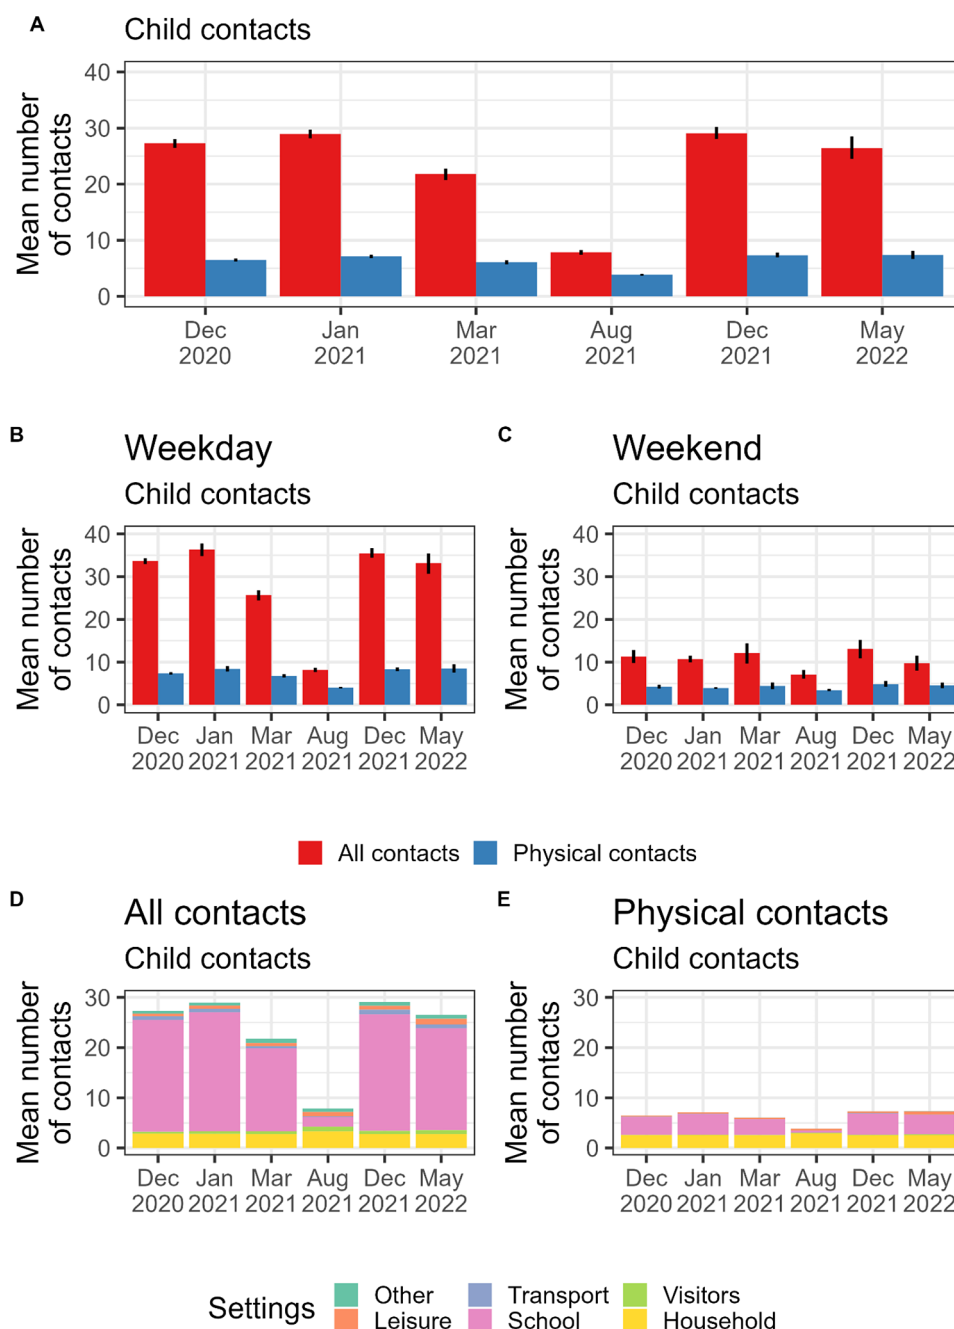 A
Child contacts
Mean number
of contacts
40
30
20
10
0
Dec Jan Mar Aug Dec May
2020 2021 2021 2021 2021 2022
B
Weekday
Child contacts
Mean number
of contacts
40
30
20
10
0
Dec Jan Mar Aug Dec May
2020 2021 2021 2021 2021 2022
C
Weekend
Child contacts
Mean number
of contacts
40
30
20
10
0
Dec Jan Mar Aug Dec May
2020 2021 2021 2021 2021 2022
All contacts Physical contacts
D
All contacts
Child contacts
Mean number
of contacts
30
20
10
0
Dec Jan Mar Aug Dec May
2020 2021 2021 2021 2021 2022
E
Physical contacts
Child contacts
Mean number
of contacts
30
20
10
0
Dec Jan Mar Aug Dec May
2020 2021 2021 2021 2021 2022
Settings
Other Transport Visitors
Leisure School Household